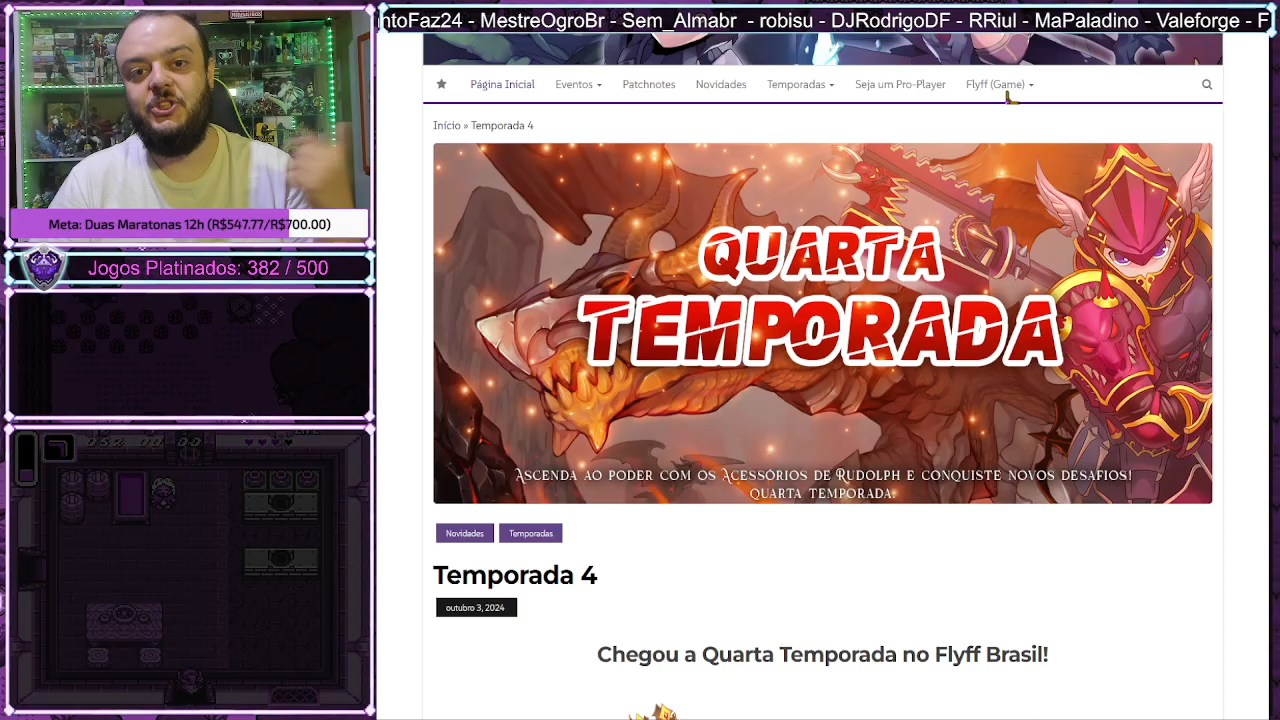 ntoFaz24 - MestreOgroBr - Sem_Almabr - robisu - DJRodrigoDF - RRiul - MaPaladino - Valeforge - F
Página Inicial Eventos Patchnotes Novidades Temporadas Seja um Pro-Player Flyff (Game)
Início » Temporada 4
QUARTA
TEMPORADA
Ascenda ao poder com os Acessórios de Rudolph e conquiste novos desafios!
quarta temporada.
Novidades Temporadas
Temporada 4
outubro 3, 2024
Chegou a Quarta Temporada no Flyff Brasil!
Meta: Duas Maratonas 12h (R$547.77/R$700.00)
Jogos Platinados: 382 / 500